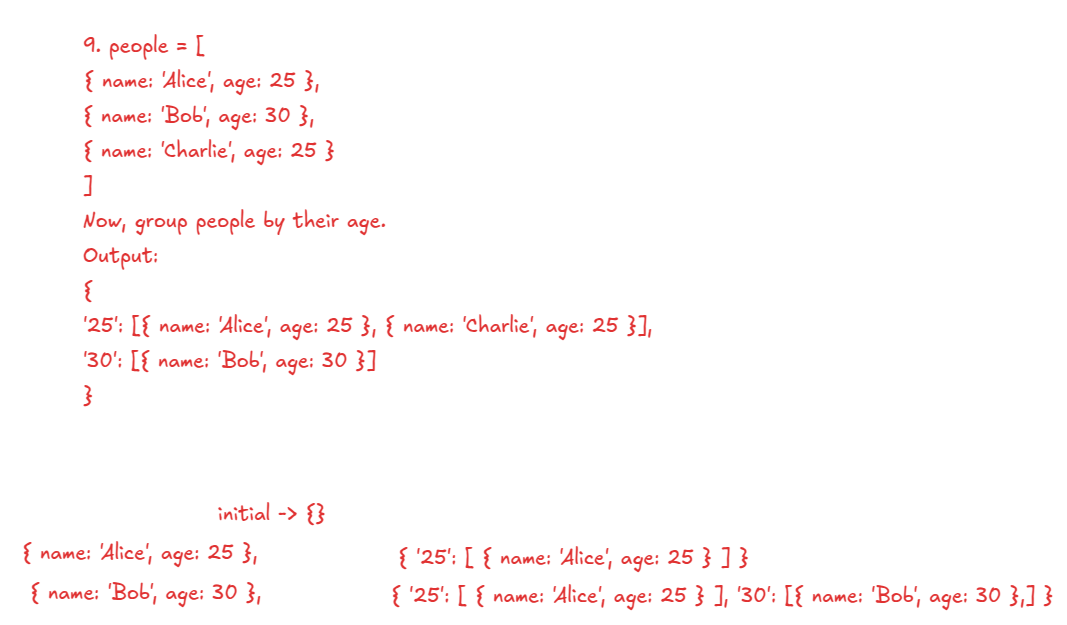 9. people = [
{ name: 'Alice', age: 25 },
{ name: 'Bob', age: 30 },
{ name: 'Charlie', age: 25 }
]
Now, group people by their age.
Output:
{
'25': [{ name: 'Alice', age: 25 }, { name: 'Charlie', age: 25 }],
'30': [{ name: 'Bob', age: 30 }]
}
initial -> {}
{ name: 'Alice', age: 25 }, { '25': [ { name: 'Alice', age: 25 } ] }
{ name: 'Bob', age: 30 }, { '25': [ { name: 'Alice', age: 25 } ], '30': [{ name: 'Bob', age: 30 },] }